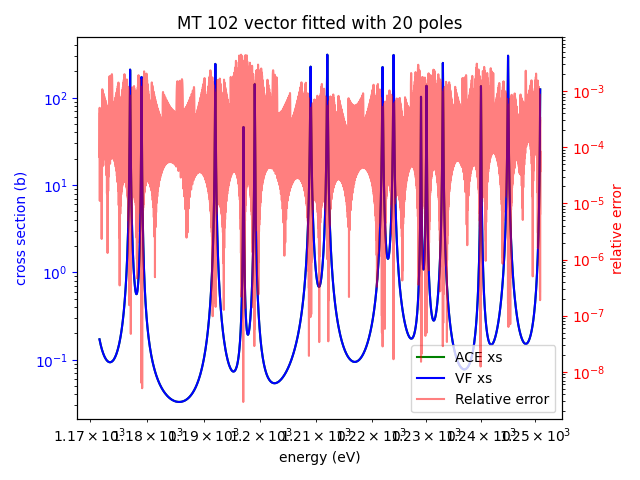 MT 102 vector fitted with 20 poles
cross section (b)
10²
10¹
10⁰
10⁻¹
10⁻³
10⁻⁴
10⁻⁵
10⁻⁶
10⁻⁷
10⁻⁸
relative error
ACE xs
VF xs
Relative error
1.17 × 10³ 1.18 × 10³ 1.19 × 10³ 1.2 × 10³ 1.21 × 10³ 1.22 × 10³ 1.23 × 10³ 1.24 × 10³ 1.25 × 10³
energy (eV)